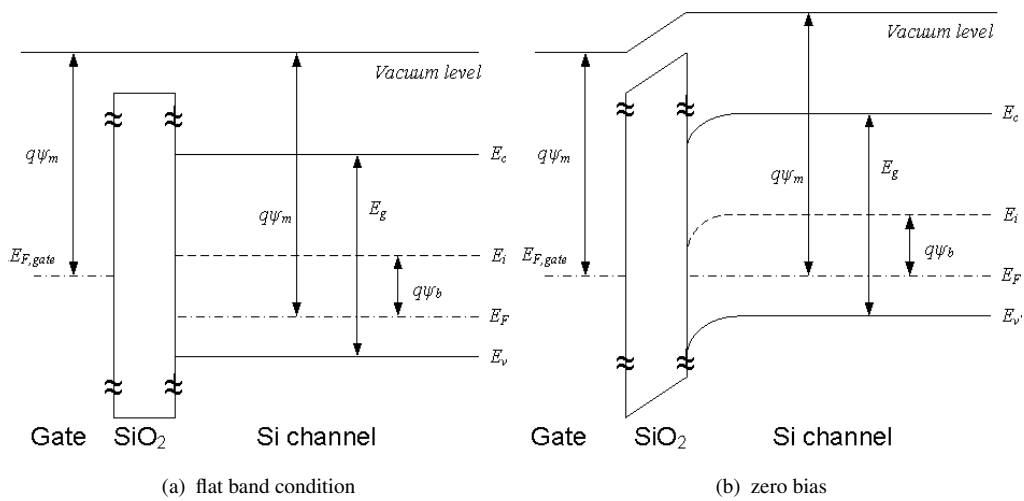 Vacuum level
qψm
qψm
Eg
Ec
Ei
qψb
EF,gate
EF
Ev
Gate SiO2 Si channel
(a) flat band condition
Vacuum level
qψm
qψm
Eg
Ec
Ei
qψb
EF,gate
EF
Ev
Gate SiO2 Si channel
(b) zero bias